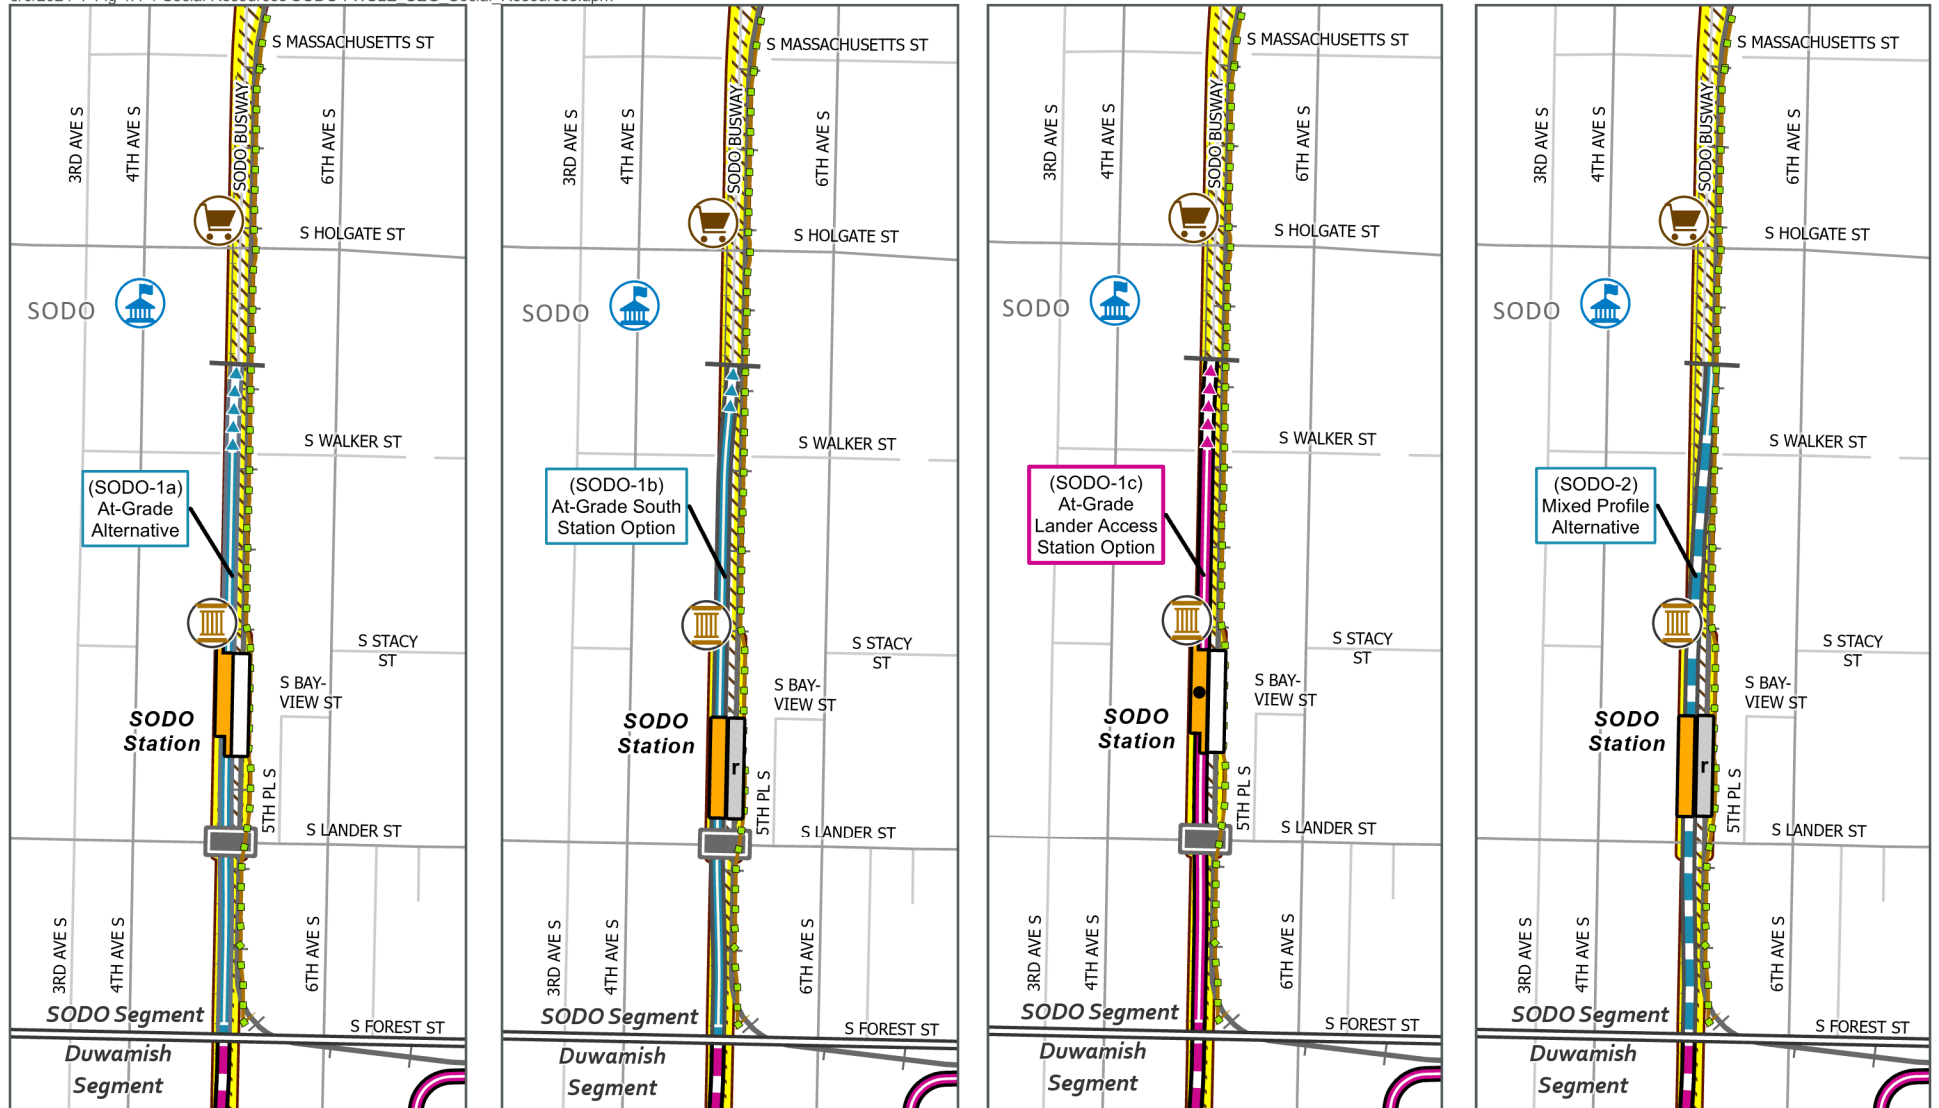 S MASSACHUSETTS ST
SODO BUSWAY
3RD AVE S
4TH AVE S
6TH AVE S
S HOLGATE ST
SODO
S WALKER ST
(SODO-1a)
At-Grade
Alternative
S STACY
ST
S BAY-
VIEW ST
SODO
Station
5TH PL S
S LANDER ST
3RD AVE S
4TH AVE S
6TH AVE S
SODO Segment
S FOREST ST
Duwamish
Segment
S MASSACHUSETTS ST
SODO BUSWAY
3RD AVE S
4TH AVE S
6TH AVE S
S HOLGATE ST
SODO
S WALKER ST
(SODO-1b)
At-Grade South
Station Option
S STACY
ST
S BAY-
VIEW ST
SODO
Station
r
5TH PL S
S LANDER ST
3RD AVE S
4TH AVE S
6TH AVE S
SODO Segment
S FOREST ST
Duwamish
Segment
S MASSACHUSETTS ST
SODO BUSWAY
3RD AVE S
4TH AVE S
6TH AVE S
S HOLGATE ST
SODO
S WALKER ST
(SODO-1c)
At-Grade
Lander Access
Station Option
S STACY
ST
S BAY-
VIEW ST
SODO
Station
5TH PL S
S LANDER ST
3RD AVE S
4TH AVE S
6TH AVE S
SODO Segment
S FOREST ST
Duwamish
Segment
S MASSACHUSETTS ST
SODO BUSWAY
3RD AVE S
4TH AVE S
6TH AVE S
S HOLGATE ST
SODO
S WALKER ST
(SODO-2)
Mixed Profile
Alternative
S STACY
ST
S BAY-
VIEW ST
SODO
Station
r
5TH PL S
S LANDER ST
3RD AVE S
4TH AVE S
6TH AVE S
SODO Segment
S FOREST ST
Duwamish
Segment